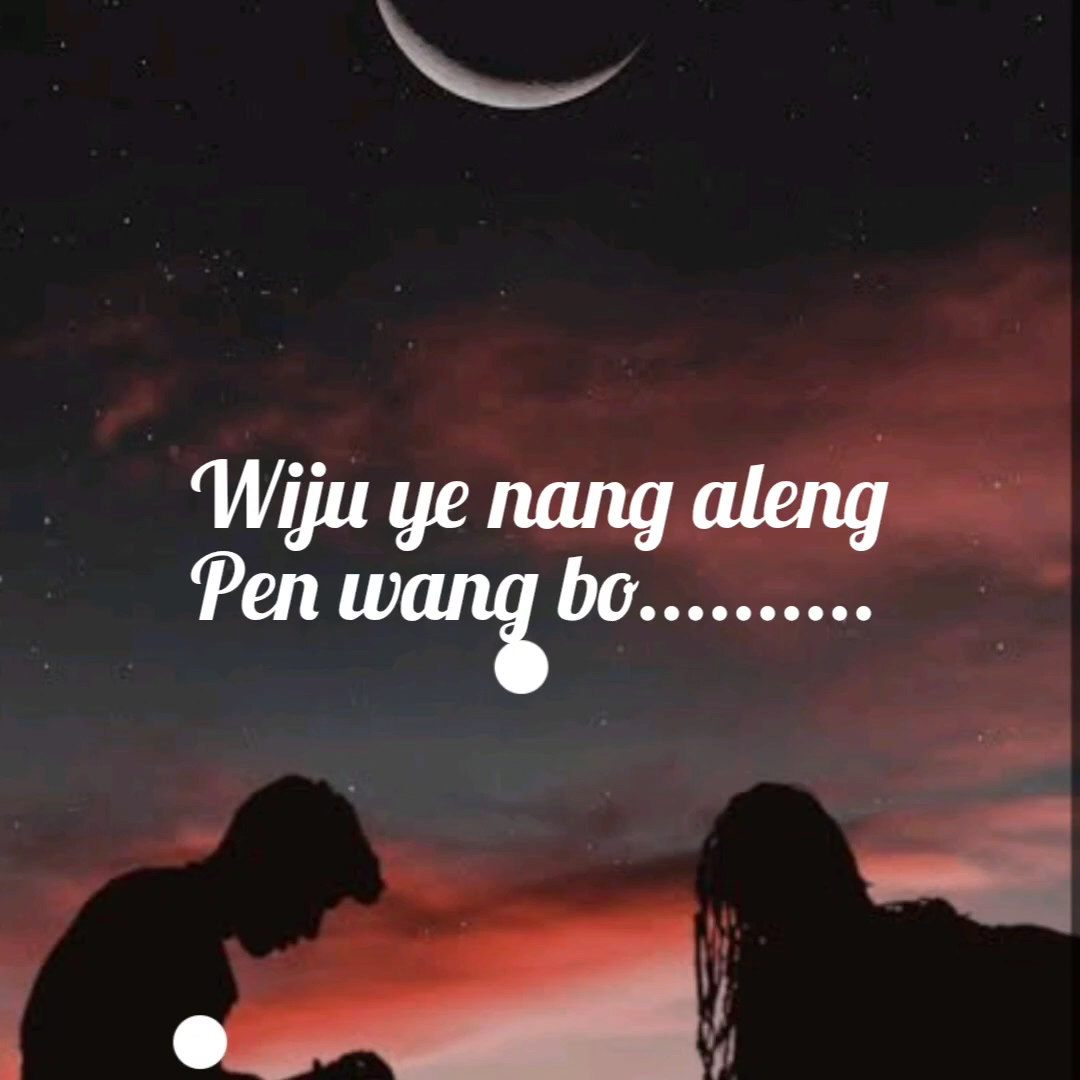 Wiju ye nang aleng
Pen wang bo..........